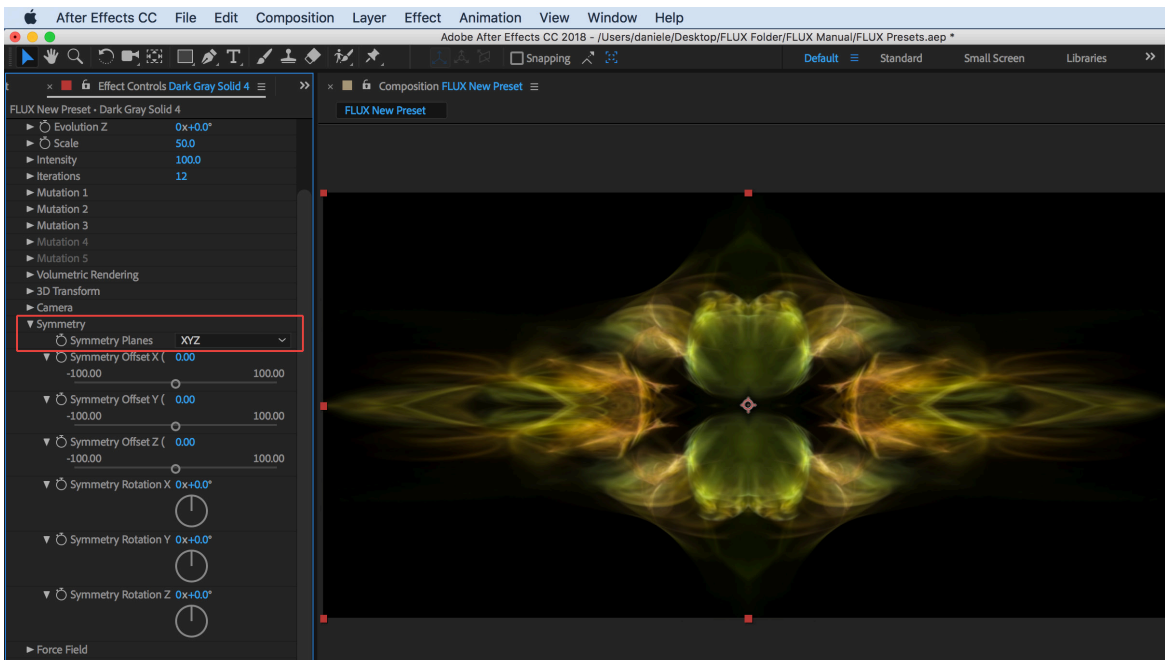 After Effects CC File Edit Composition Layer Effect Animation View Window Help
Adobe After Effects CC 2018 - /Users/daniele/Desktop/FLUX Folder/FLUX Manual/FLUX Presets.aep *
Snapping Default Standard Small Screen Libraries
t × Effect Controls Dark Gray Solid 4 × Composition FLUX New Preset
FLUX New Preset • Dark Gray Solid 4
FLUX New Preset
Evolution Z 0x+0.0°
Scale 50.0
Intensity 100.0
Iterations 12
Mutation 1
Mutation 2
Mutation 3
Mutation 4
Mutation 5
Volumetric Rendering
3D Transform
Camera
Symmetry
Symmetry Planes XYZ
Symmetry Offset X ( 0.00
-100.00 100.00
Symmetry Offset Y ( 0.00
-100.00 100.00
Symmetry Offset Z ( 0.00
-100.00 100.00
Symmetry Rotation X 0x+0.0°
Symmetry Rotation Y 0x+0.0°
Symmetry Rotation Z 0x+0.0°
Force Field